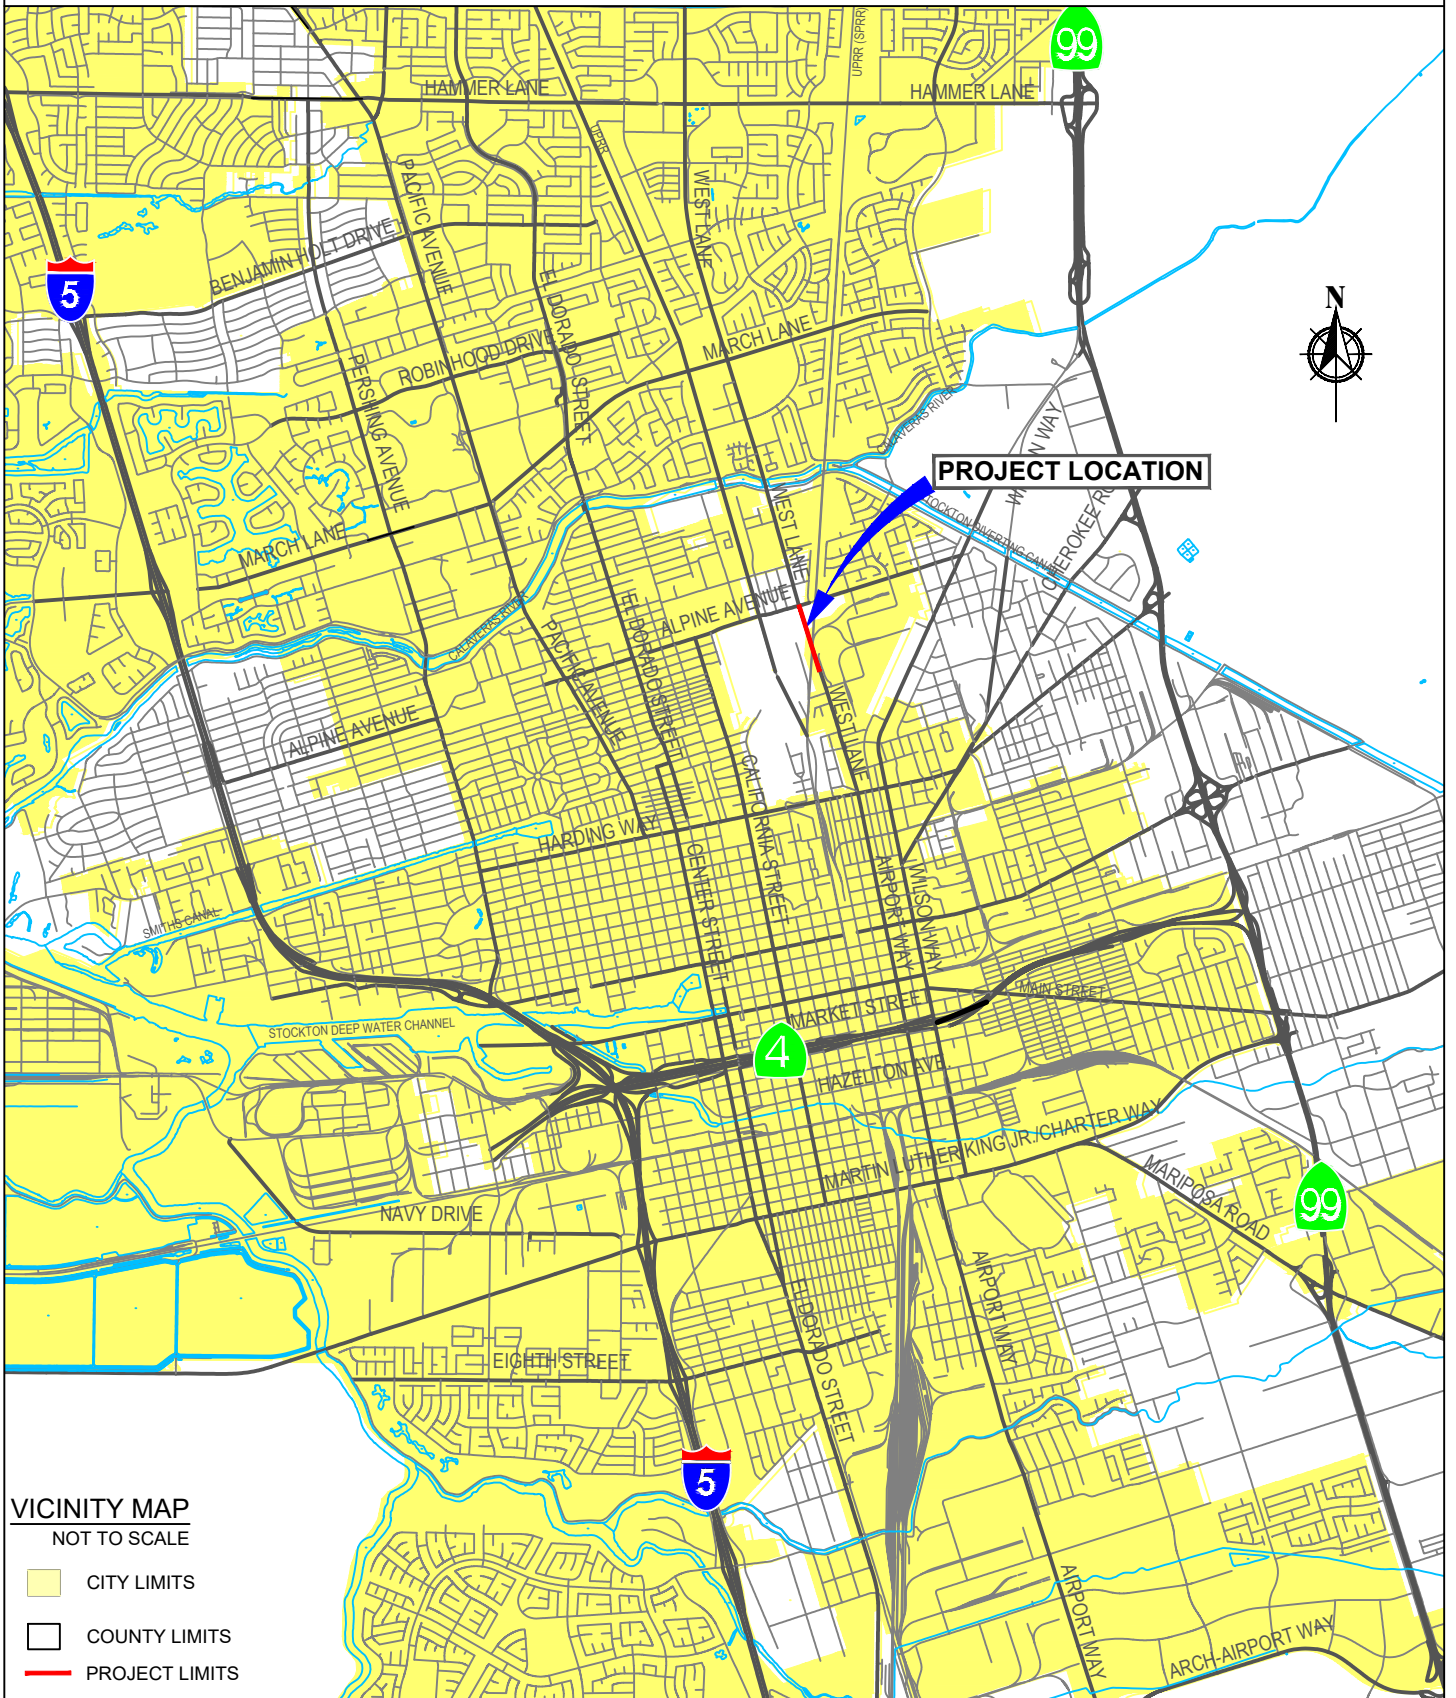 99
UPRR (SPRR)
HAMMER LANE
HAMMER LANE
UPRR
PACIFIC AVENUE
WEST LANE
BENJAMIN HOLT DRIVE
5
EL DORADO STREET
N
MARCH LANE
ROBINHOOD DRIVE
PERSHING AVENUE
CALAVERAS RIVER
PROJECT LOCATION
WEST LANE
STOCKTON DIVERTING CANAL
MARCH LANE
ALPINE AVENUE
EL DORADO STREET
CALAVERAS RIVER
PACIFIC AVENUE
WEST LANE
ALPINE AVENUE
CALIFORNIA STREET
HARDING WAY
CENTER STREET
AIRPORT WAY
WILSON WAY
SMITHS CANAL
MAIN STREET
MARKET STREE
STOCKTON DEEP WATER CHANNEL
4
HAZELTON AVE.
MARTIN LUTHER KING JR./CHARTER WAY
MARIPOSA ROAD
99
NAVY DRIVE
AIRPORT WAY
EL DORADO STREET
EIGHTH STREET
5
VICINITY MAP
NOT TO SCALE
CITY LIMITS
COUNTY LIMITS
PROJECT LIMITS
AIRPORT WAY
ARCH-AIRPORT WAY